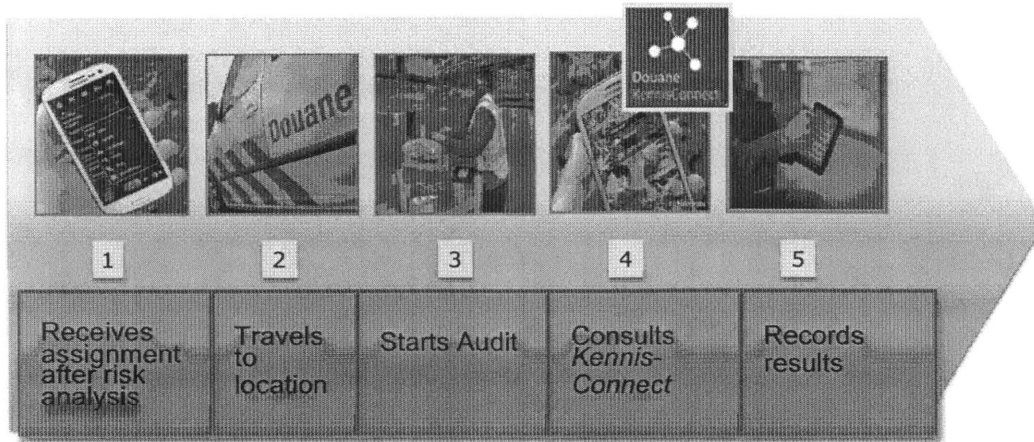 Douane
KennisConnect
Douane
1
2
3
4
5
Receives
assignment
after risk
analysis
Travels
to
location
Starts Audit
Consults
Kennis-
Connect
Records
results